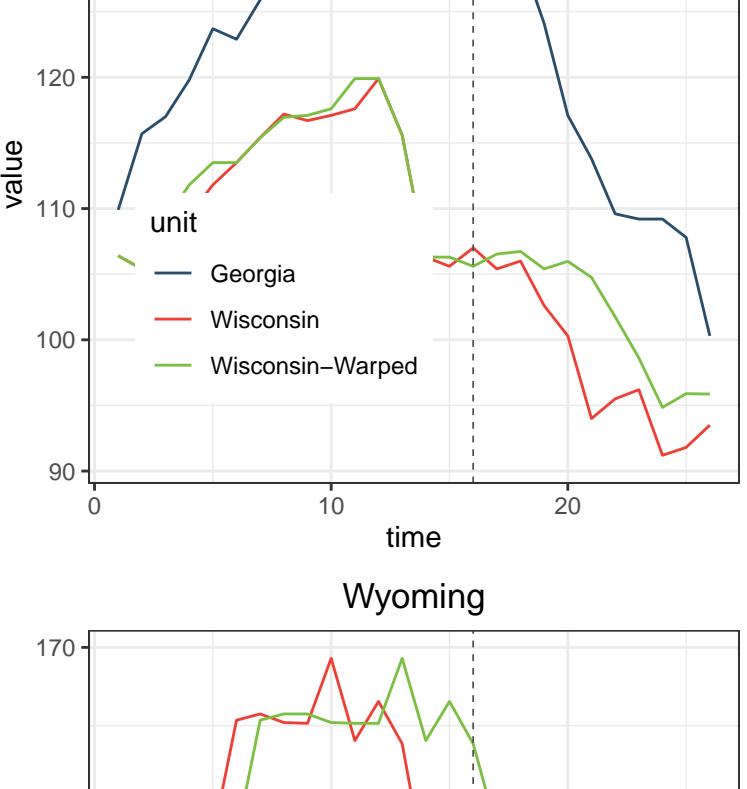 120
110
100
90
value
unit
Georgia
Wisconsin
Wisconsin−Warped
0 10 20
time
Wyoming
170